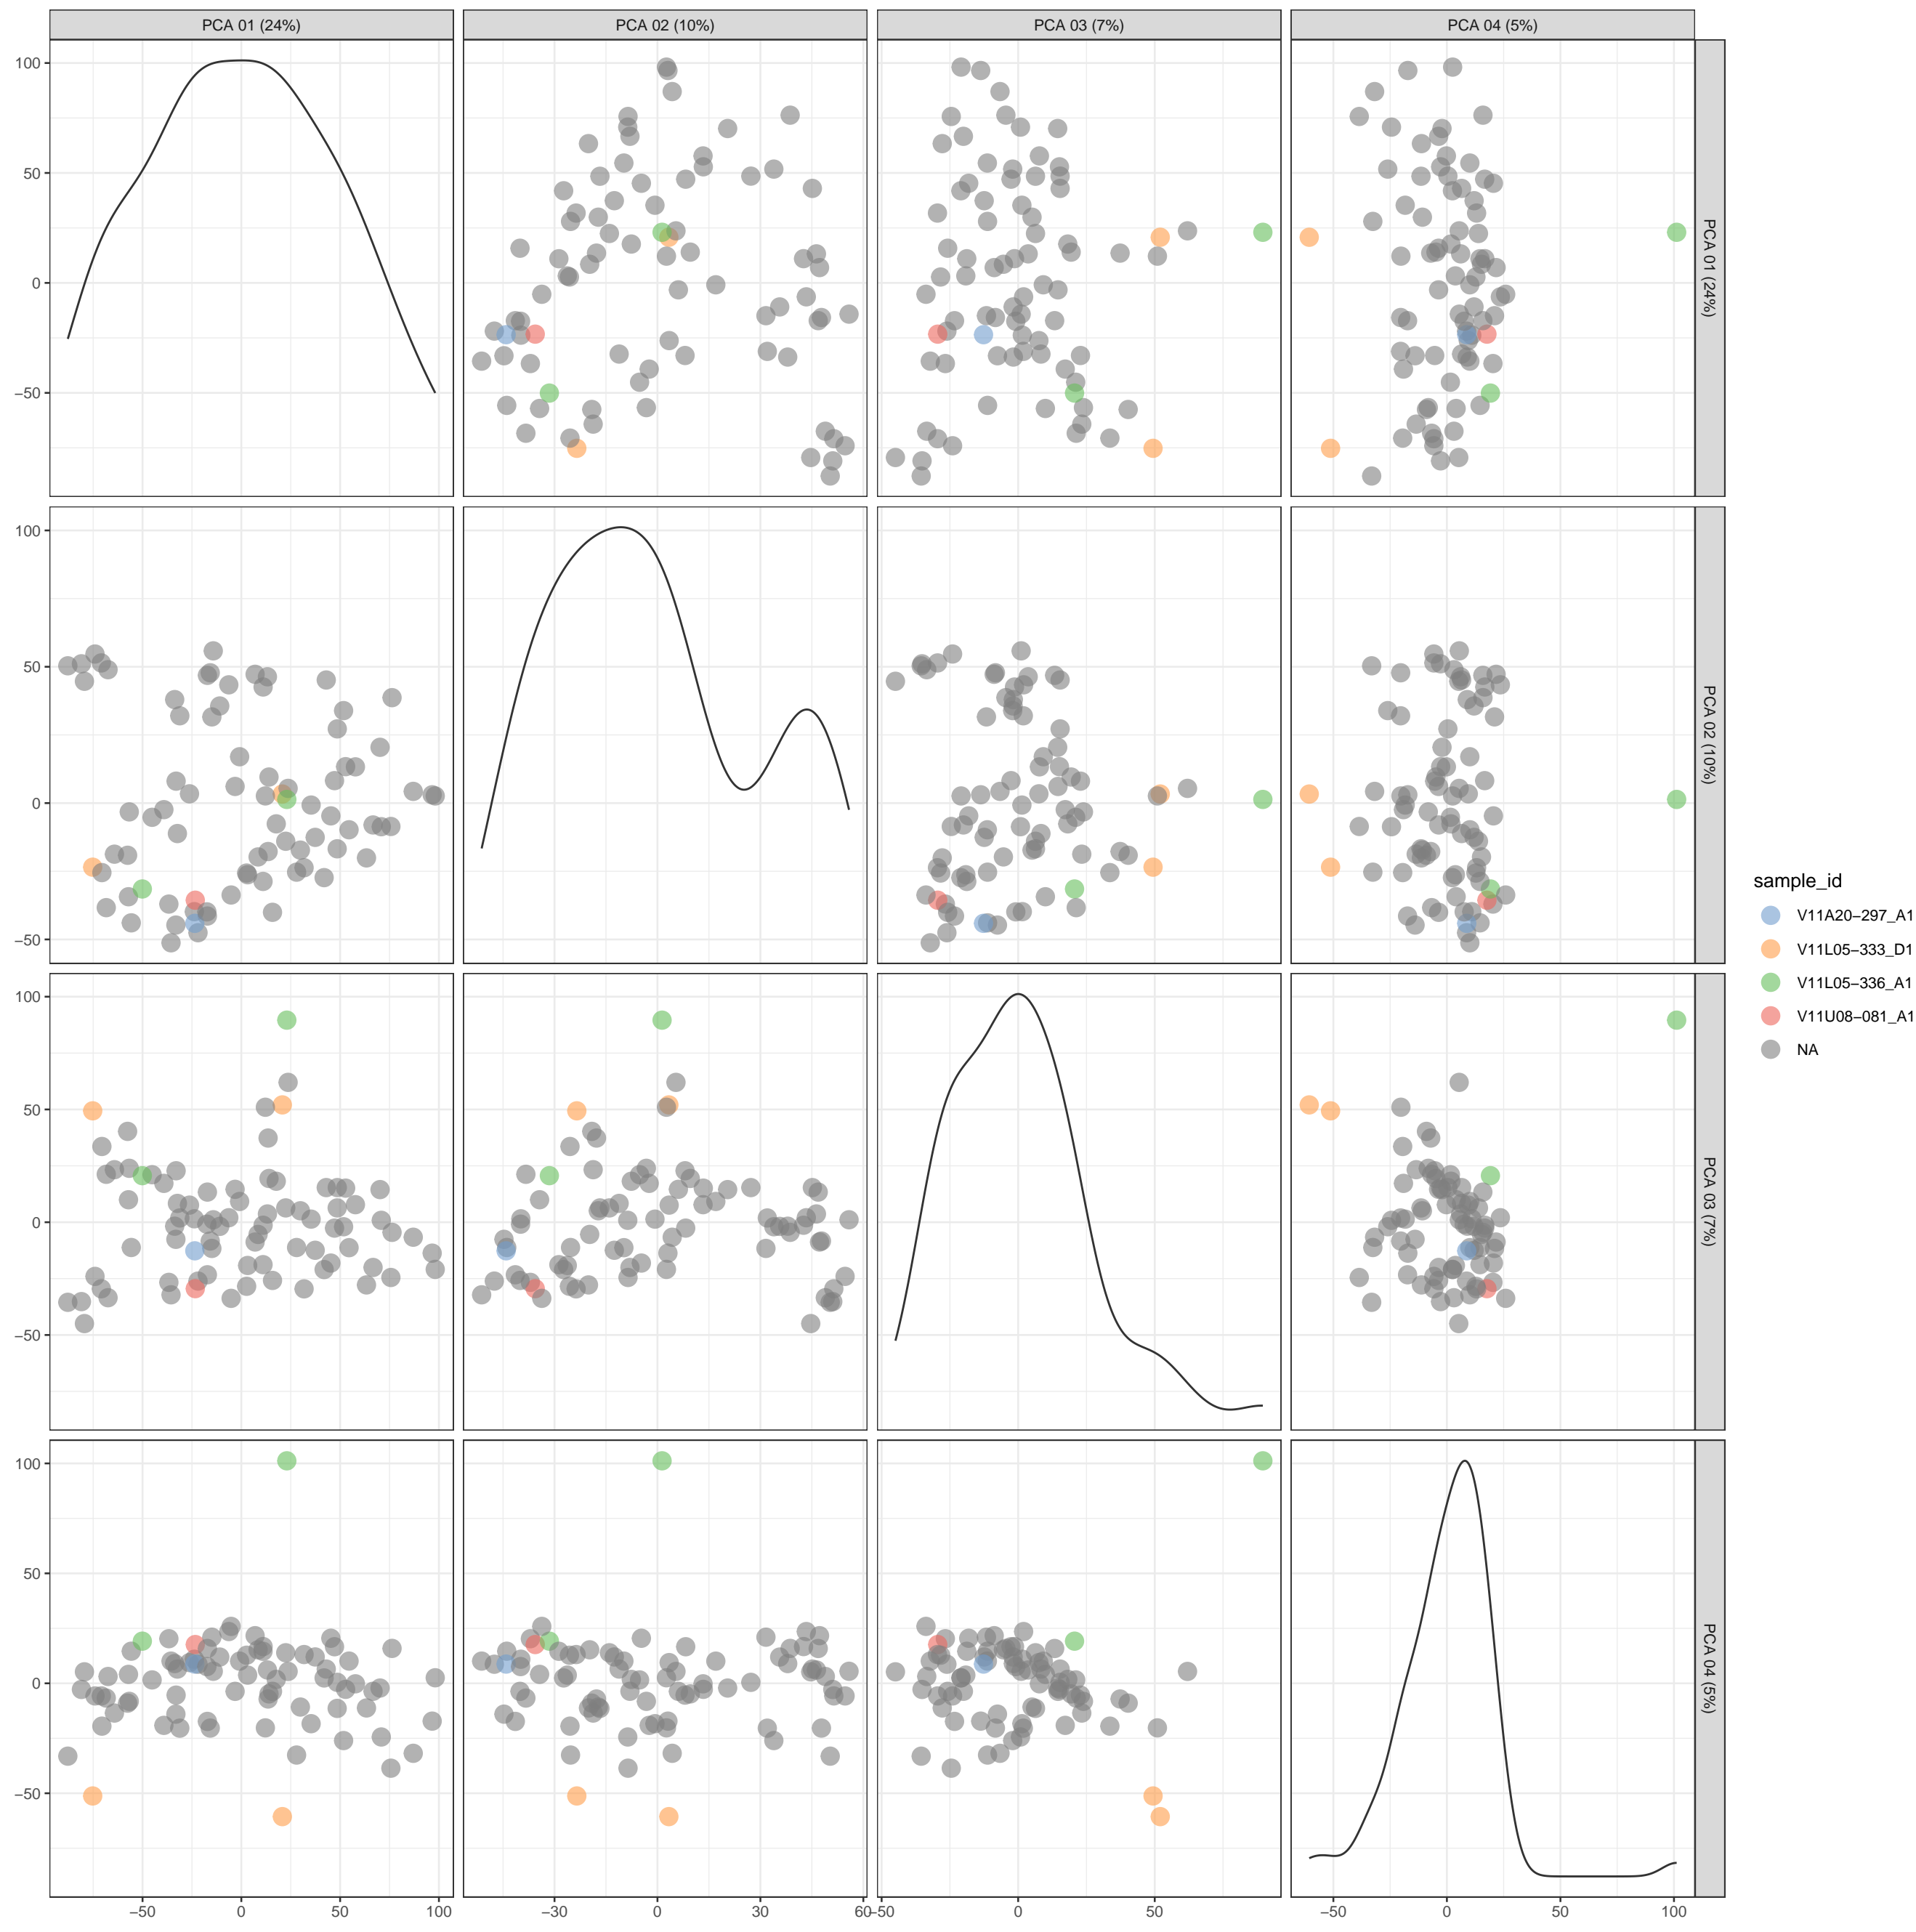 PCA 01 (24%)
PCA 02 (10%)
PCA 03 (7%)
PCA 04 (5%)
100
50
0
−50
PCA 01 (24%)
100
50
0
−50
PCA 02 (10%)
sample_id
V11A20−297_A1
V11L05−333_D1
V11L05−336_A1
V11U08−081_A1
NA
100
50
0
−50
PCA 03 (7%)
100
50
0
−50
PCA 04 (5%)
−50 0 50 100
−30 0 30 60
−50 0 50
−50 0 50 100